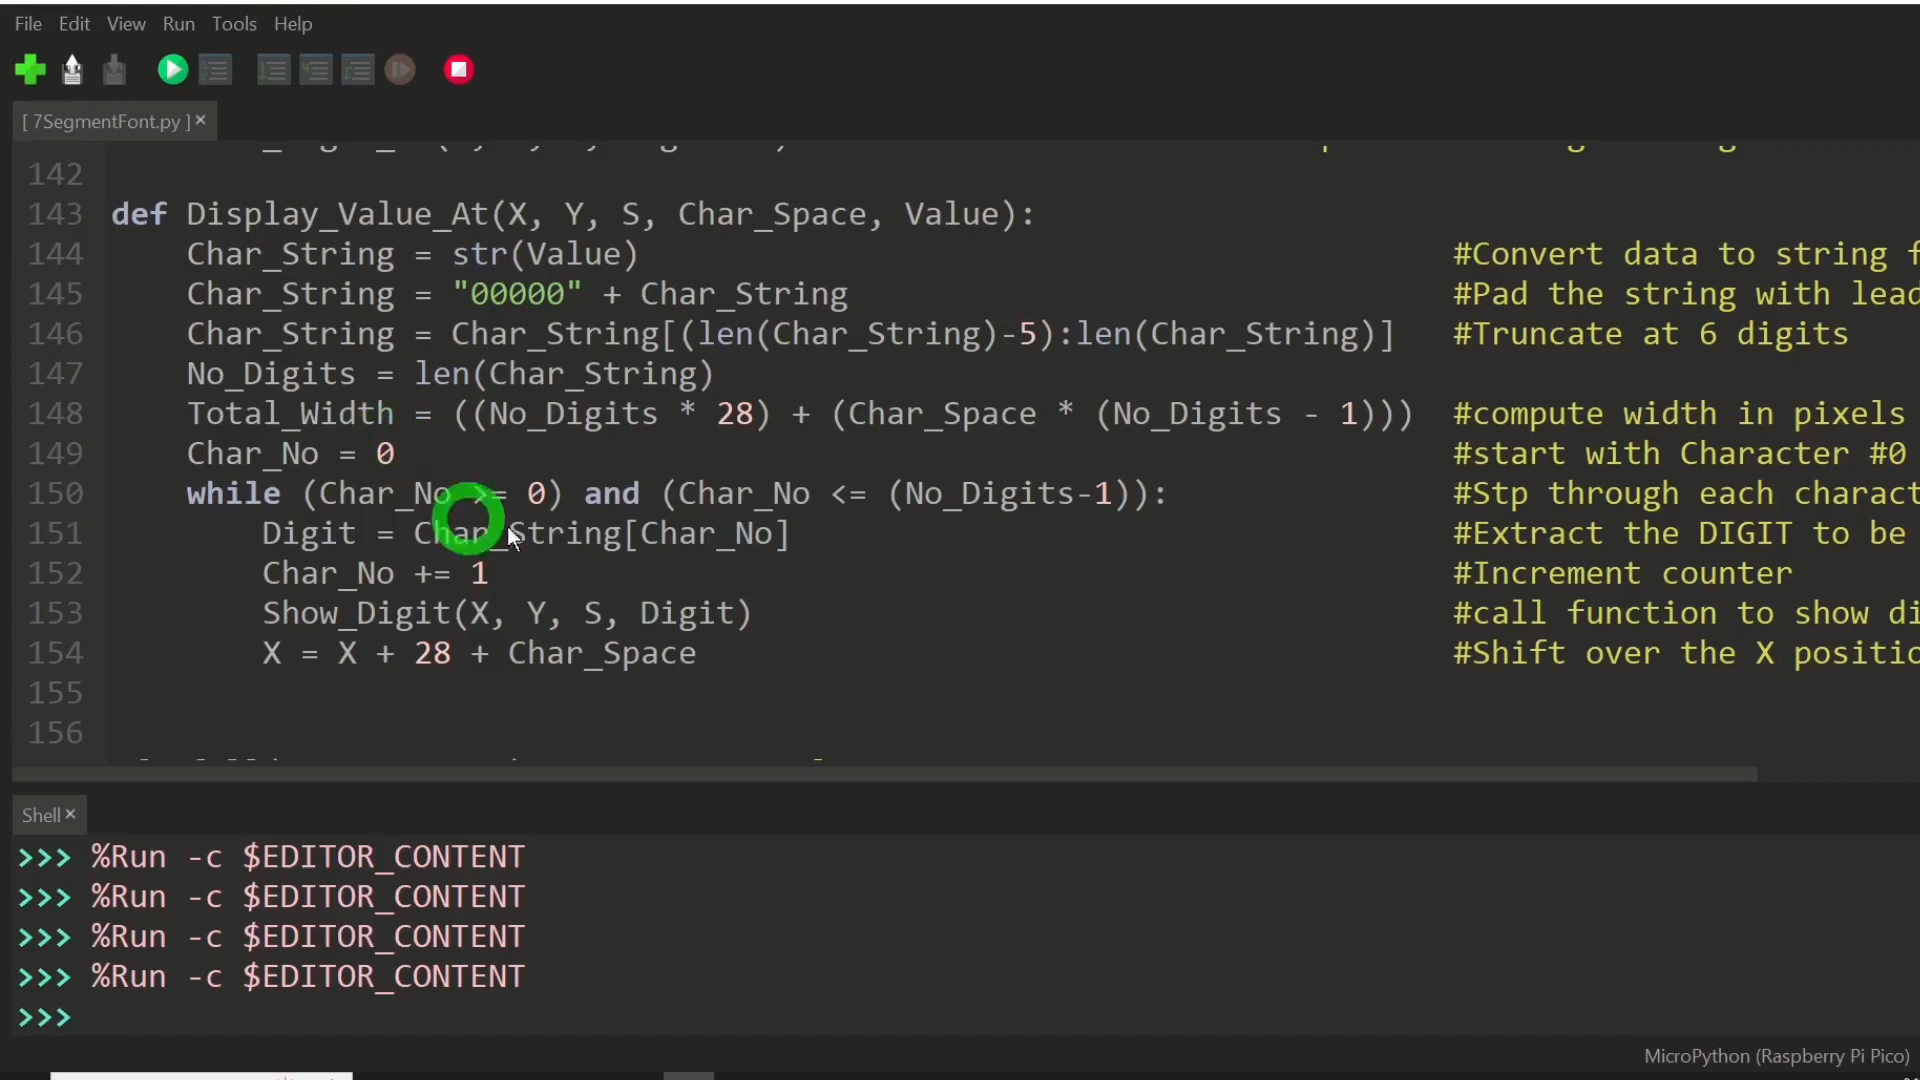 File Edit View Run Tools Help
[ 7SegmentFont.py ] ×
142
143 def Display_Value_At(X, Y, S, Char_Space, Value):
144 Char_String = str(Value) #Convert data to string
145 Char_String = "00000" + Char_String #Pad the string with
146 Char_String = Char_String[(len(Char_String)-5):len(Char_String)] #Truncate at 6 digits
147 No_Digits = len(Char_String)
148 Total_Width = ((No_Digits * 28) + (Char_Space * (No_Digits - 1))) #compute width in pixels
149 Char_No = 0 #start with Character #0
150 while (Char_No >= 0) and (Char_No <= (No_Digits-1)): #Stp through each
151 Digit = Char_String[Char_No] #Extract the DIGIT to be
152 Char_No += 1 #Increment counter
153 Show_Digit(X, Y, S, Digit) #call function to show
154 X = X + 28 + Char_Space #Shift over the X
155
156
Shell ×
>>> %Run -c $EDITOR_CONTENT
>>> %Run -c $EDITOR_CONTENT
>>> %Run -c $EDITOR_CONTENT
>>> %Run -c $EDITOR_CONTENT
>>>
MicroPython (Raspberry Pi Pico)